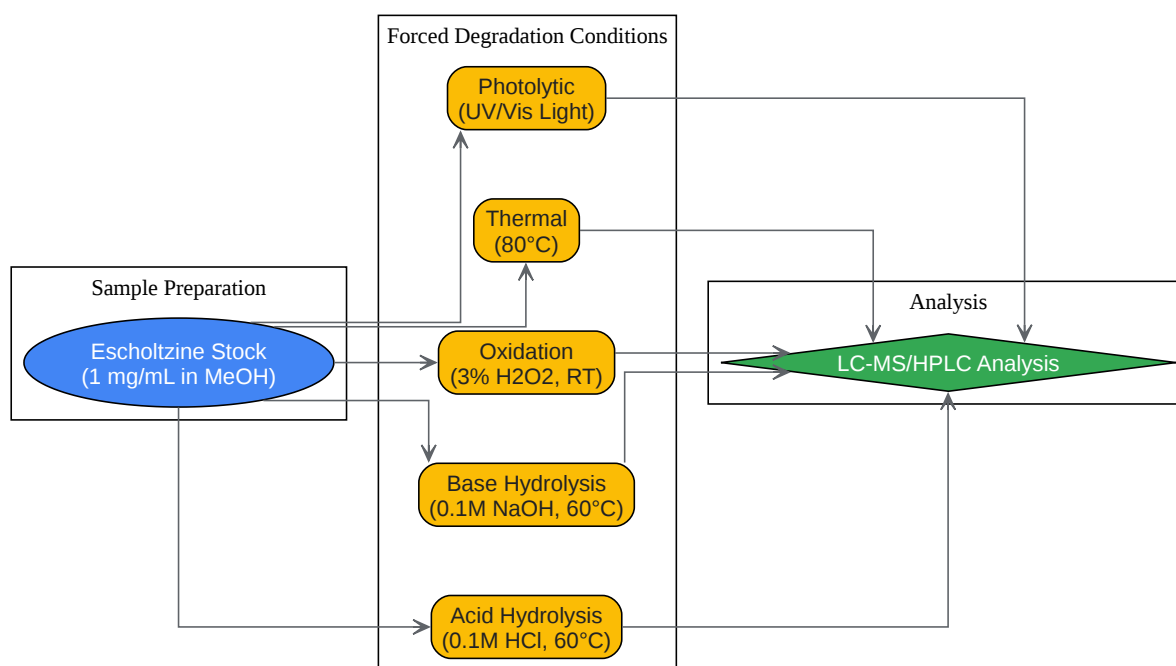 Forced Degradation Conditions
Photolytic
(UV/Vis Light)
Thermal
(80°C)
Sample Preparation
Escholtzine Stock
(1 mg/mL in MeOH)
Oxidation
(3% H2O2, RT)
Analysis
LC-MS/HPLC Analysis
Base Hydrolysis
(0.1M NaOH, 60°C)
Acid Hydrolysis
(0.1M HCl, 60°C)